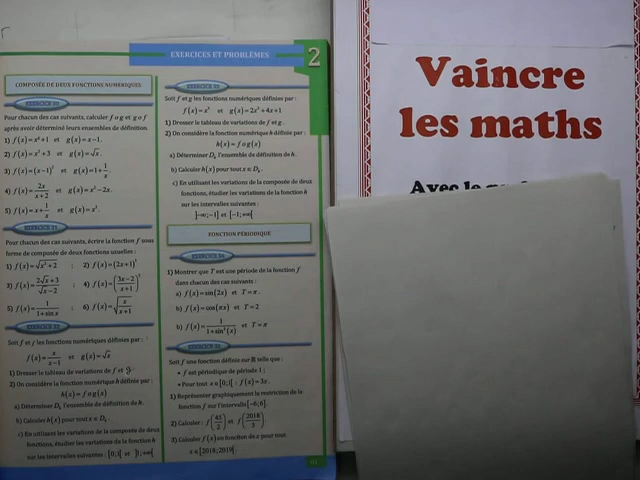 EXERCICES ET PROBLÈMES
2
COMPOSÉE DE DEUX FONCTIONS NUMÉRIQUES
Pour chacun des cas suivants, calculer f o g et g o f
après avoir déterminé leurs ensembles de définition.
2) f(x)=x²+3 et g(x)=√x.
3) f(x)=(x−1)² et g(x)=1+1/x
4) f(x)=2x/(x+2) et g(x)=x²−2x.
5) f(x)=x+1/x et g(x)=x².
Pour chacun des cas suivants, écrire la fonction f sous
forme de composée de deux fonctions usuelles :
1) f(x)=√(x²+2) ; 2) f(x)=(2x+1)³
3) f(x)=(2√x+3)/(√x−2) ; 4) f(x)=((3x−2)/(x+1))²
5) f(x)=1/(1+sin x) ; 6) f(x)=√(x/(x+1))
Soit f et g les fonctions numériques définies par :
f(x)=x/(x−1) et g(x)=√x
1) Dresser le tableau de variations de f et g
2) On considère la fonction numérique h définie par :
h(x)=f o g(x)
a) Déterminer Dh l'ensemble de définition de h.
b) Calculer h(x) pour tout x ∈ Dh.
c) En utilisant les variations de la composée de deux
fonctions, étudier les variations de la fonction h
sur les intervalles suivantes : [0;1[ et ]1;+∞[
Soit f et g les fonctions numériques définies par :
f(x)=x³ et g(x)=2x²+4x+1
1) Dresser le tableau de variations de f et g.
2) On considère la fonction numérique h définie par :
h(x)=f o g(x)
a) Déterminer Dh l'ensemble de définition de h.
b) Calculer h(x) pour tout x ∈ Dh.
c) En utilisant les variations de la composée de deux
fonctions, étudier les variations de la fonction h
sur les intervalles suivantes :
]−∞;−1] et [−1;+∞[
FONCTION PÉRIODIQUE
1) Montrer que T est une période de la fonction f
dans chacun des cas suivants :
a) f(x)=sin(2x) et T=π.
b) f(x)=cos(πx) et T=2
b) f(x)=1/(1+sin²(x)) et T=π
Soit f une fonction définie sur ℝ telle que :
• f est périodique de période 1 ;
• Pour tout x∈[0;1[ : f(x)=3x.
1) Représenter graphiquement la restriction de la
fonction f sur l'intervalle [−6;6].
2) Calculer : f(43/2) et f(2018/3)
3) Calculer f(x) en fonction de x pour tout
x∈[2018;2019[.
Vaincre
les maths